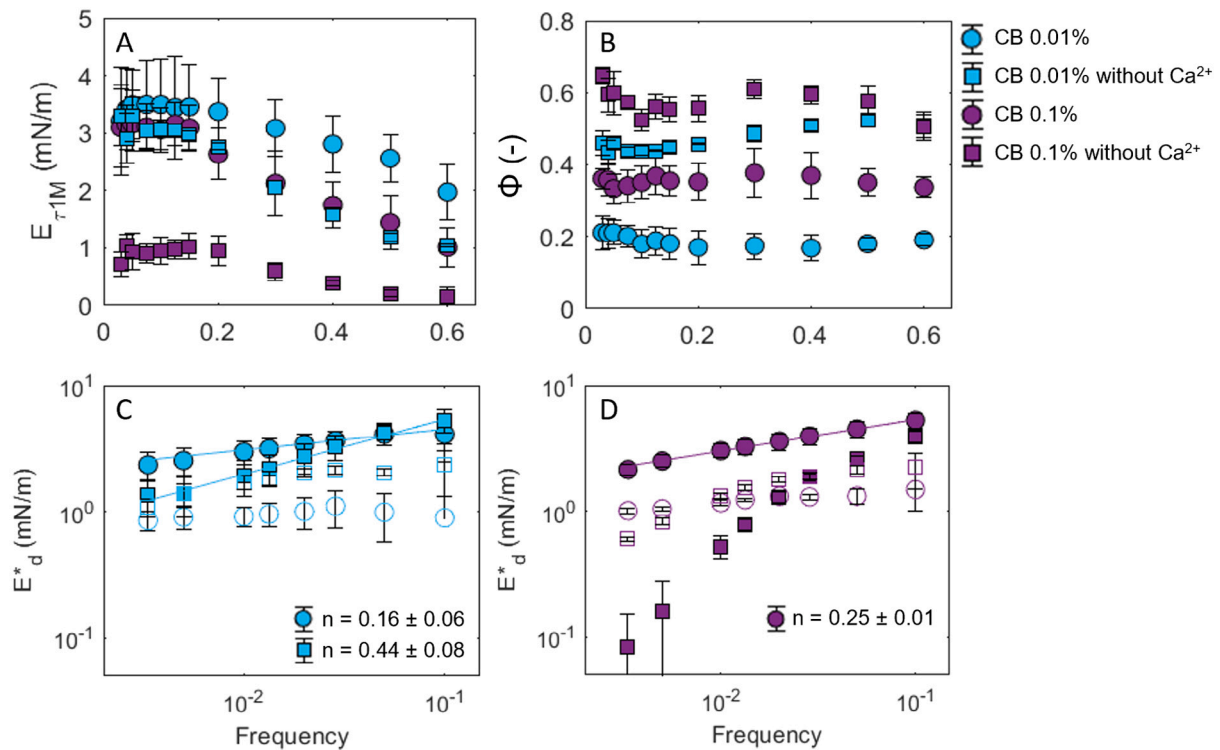 A
5
4
3
2
1
0
E_τ1M (mN/m)
0
0.2
0.4
0.6
B
0.8
0.6
0.4
0.2
0
Φ (-)
0
0.2
0.4
0.6
CB 0.01%
CB 0.01% without Ca²⁺
CB 0.1%
CB 0.1% without Ca²⁺
C
10¹
10⁰
10⁻¹
E*_d (mN/m)
n = 0.16 ± 0.06
n = 0.44 ± 0.08
10⁻²
10⁻¹
Frequency
D
10¹
10⁰
10⁻¹
E*_d (mN/m)
n = 0.25 ± 0.01
10⁻²
10⁻¹
Frequency